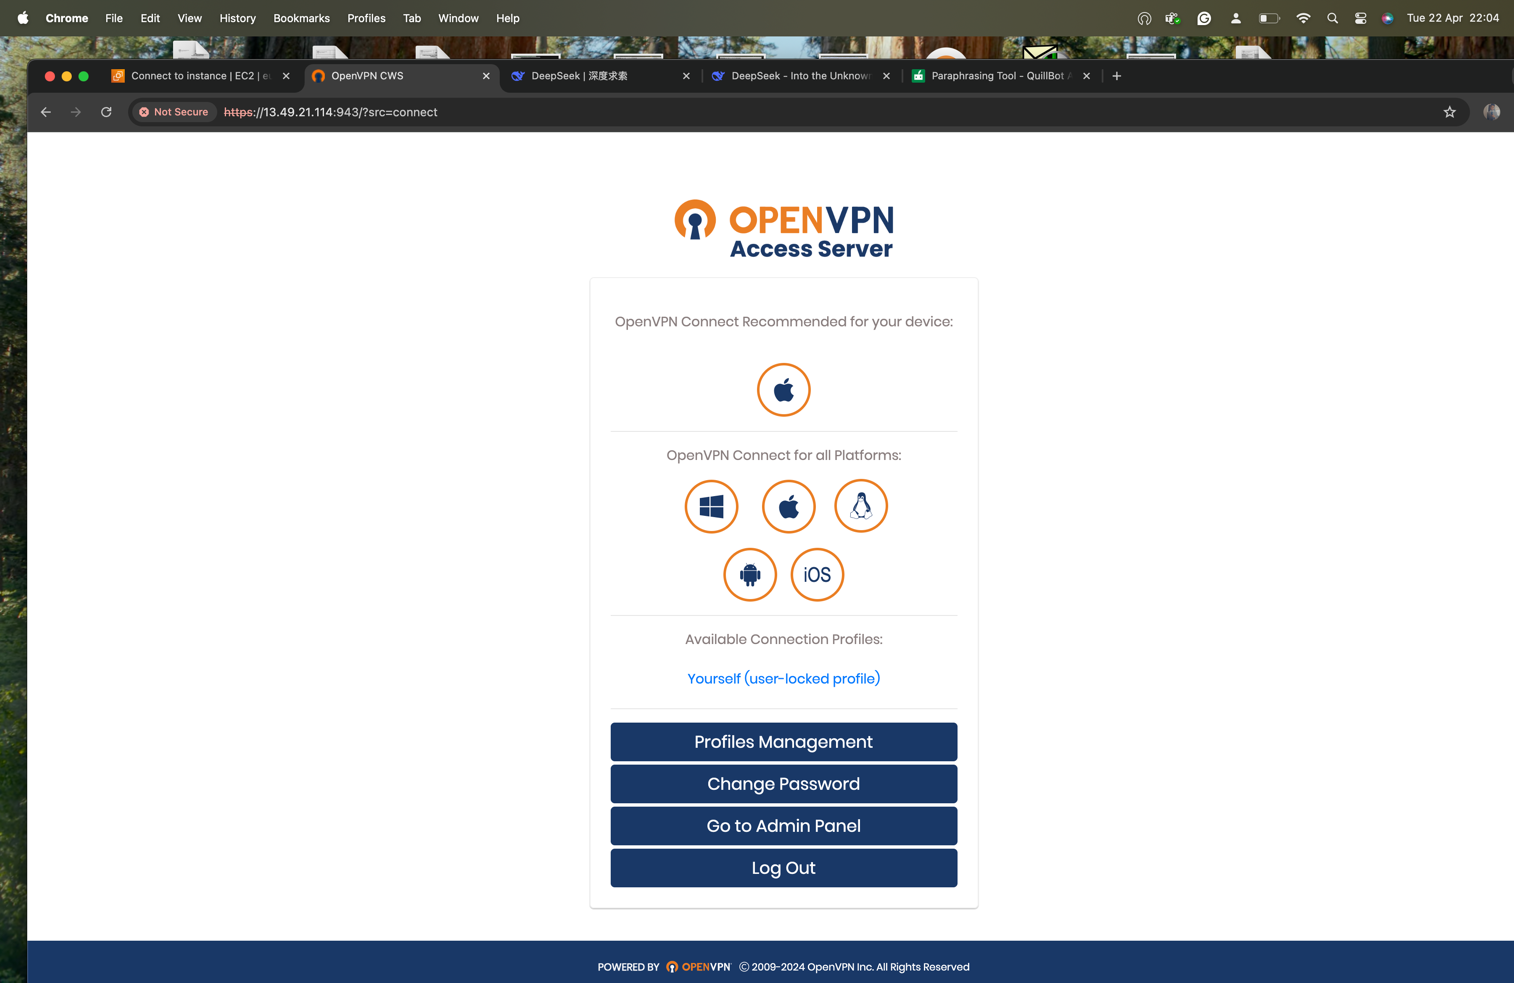 Chrome File Edit View History Bookmarks Profiles Tab Window Help Tue 22 Apr 22:04
Connect to instance | EC2 | OpenVPN CWS DeepSeek | 深度求索 DeepSeek - Into the Unknown Paraphrasing Tool - QuillBot
Not Secure https://13.49.21.114:943/?src=connect
OPENVPN
Access Server
OpenVPN Connect Recommended for your device:
OpenVPN Connect for all Platforms:
iOS
Available Connection Profiles:
Yourself (user-locked profile)
Profiles Management
Change Password
Go to Admin Panel
Log Out
POWERED BY OPENVPN © 2009-2024 OpenVPN Inc. All Rights Reserved